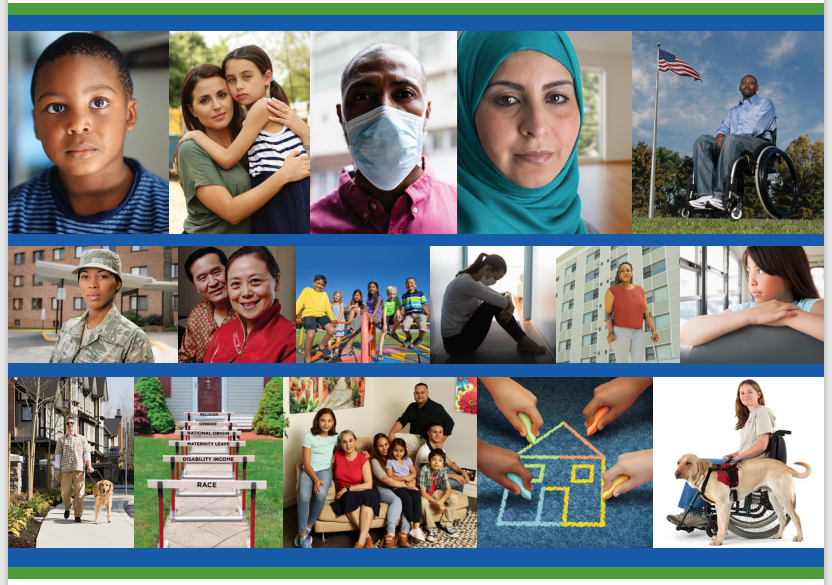 RELIGION
GENDER
NATIONAL ORIGIN
MATERNITY LEAVE
DISABILITY INCOME
RACE